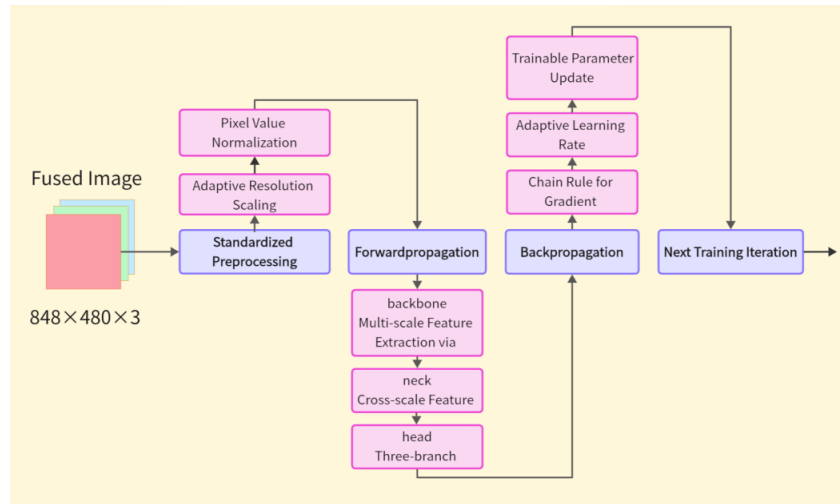 Fused Image
848×480×3
Pixel Value
Normalization
Adaptive Resolution
Scaling
Standardized
Preprocessing
Forwardpropagation
backbone
Multi-scale Feature
Extraction via
neck
Cross-scale Feature
head
Three-branch
Trainable Parameter
Update
Adaptive Learning
Rate
Chain Rule for
Gradient
Backpropagation
Next Training Iteration